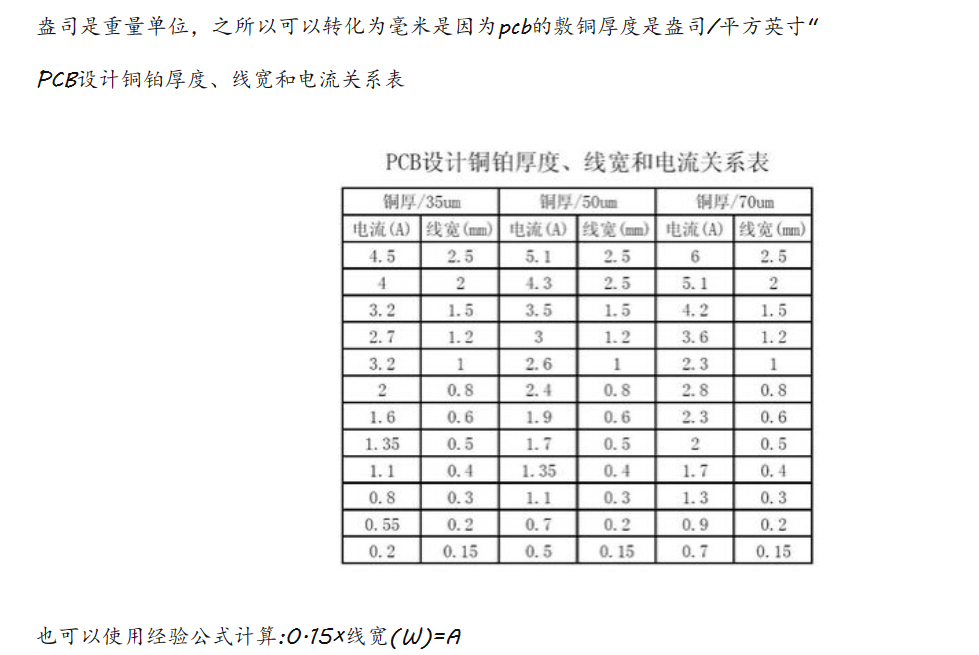 盎司是重量单位，之所以可以转化为毫米是因为pcb的敷铜厚度是盎司/平方英寸"
PCB设计铜铂厚度、线宽和电流关系表
PCB设计铜铂厚度、线宽和电流关系表
铜厚/35um 铜厚/50um 铜厚/70um
电流(A) 线宽(mm) 电流(A) 线宽(mm) 电流(A) 线宽(mm)
4.5 2.5 5.1 2.5 6 2.5
4 2 4.3 2.5 5.1 2
3.2 1.5 3.5 1.5 4.2 1.5
2.7 1.2 3 1.2 3.6 1.2
3.2 1 2.6 1 2.3 1
2 0.8 2.4 0.8 2.8 0.8
1.6 0.6 1.9 0.6 2.3 0.6
1.35 0.5 1.7 0.5 2 0.5
1.1 0.4 1.35 0.4 1.7 0.4
0.8 0.3 1.1 0.3 1.3 0.3
0.55 0.2 0.7 0.2 0.9 0.2
0.2 0.15 0.5 0.15 0.7 0.15
也可以使用经验公式计算:0.15×线宽(W)=A